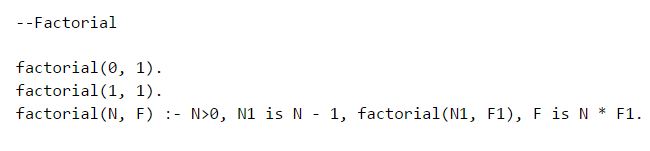 --Factorial
factorial(0, 1).
factorial(1, 1).
factorial(N, F) :- N>0, N1 is N - 1, factorial(N1, F1), F is N * F1.